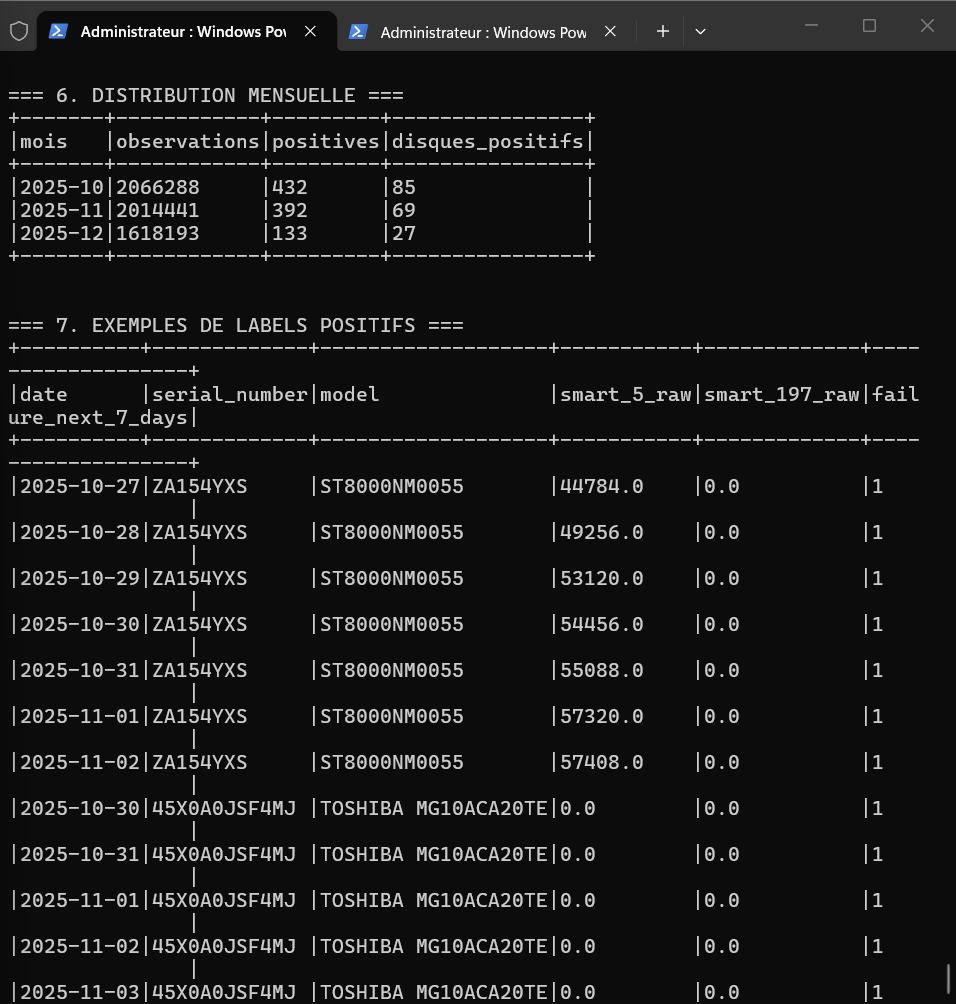 Administrateur : Windows Pow
Administrateur : Windows Pow
=== 6. DISTRIBUTION MENSUELLE ===
+-------+------------+---------+----------------+
|mois   |observations|positives|disques_positifs|
+-------+------------+---------+----------------+
|2025-10|2066288     |432      |85              |
|2025-11|2014441     |392      |69              |
|2025-12|1618193     |133      |27              |
+-------+------------+---------+----------------+
=== 7. EXEMPLES DE LABELS POSITIFS ===
+----------+-------------+--------------------+-----------+-------------+----
---------------+
|date      |serial_number|model               |smart_5_raw|smart_197_raw|fail
ure_next_7_days|
+----------+-------------+--------------------+-----------+-------------+----
---------------+
|2025-10-27|ZA154YXS     |ST8000NM0055        |44784.0    |0.0          |1
               |
|2025-10-28|ZA154YXS     |ST8000NM0055        |49256.0    |0.0          |1
               |
|2025-10-29|ZA154YXS     |ST8000NM0055        |53120.0    |0.0          |1
               |
|2025-10-30|ZA154YXS     |ST8000NM0055        |54456.0    |0.0          |1
               |
|2025-10-31|ZA154YXS     |ST8000NM0055        |55088.0    |0.0          |1
               |
|2025-11-01|ZA154YXS     |ST8000NM0055        |57320.0    |0.0          |1
               |
|2025-11-02|ZA154YXS     |ST8000NM0055        |57408.0    |0.0          |1
               |
|2025-10-30|45X0A0JSF4MJ |TOSHIBA MG10ACA20TE|0.0        |0.0          |1
               |
|2025-10-31|45X0A0JSF4MJ |TOSHIBA MG10ACA20TE|0.0        |0.0          |1
               |
|2025-11-01|45X0A0JSF4MJ |TOSHIBA MG10ACA20TE|0.0        |0.0          |1
               |
|2025-11-02|45X0A0JSF4MJ |TOSHIBA MG10ACA20TE|0.0        |0.0          |1
               |
|2025-11-03|45X0A0JSF4MJ |TOSHIBA MG10ACA20TE|0.0        |0.0          |1